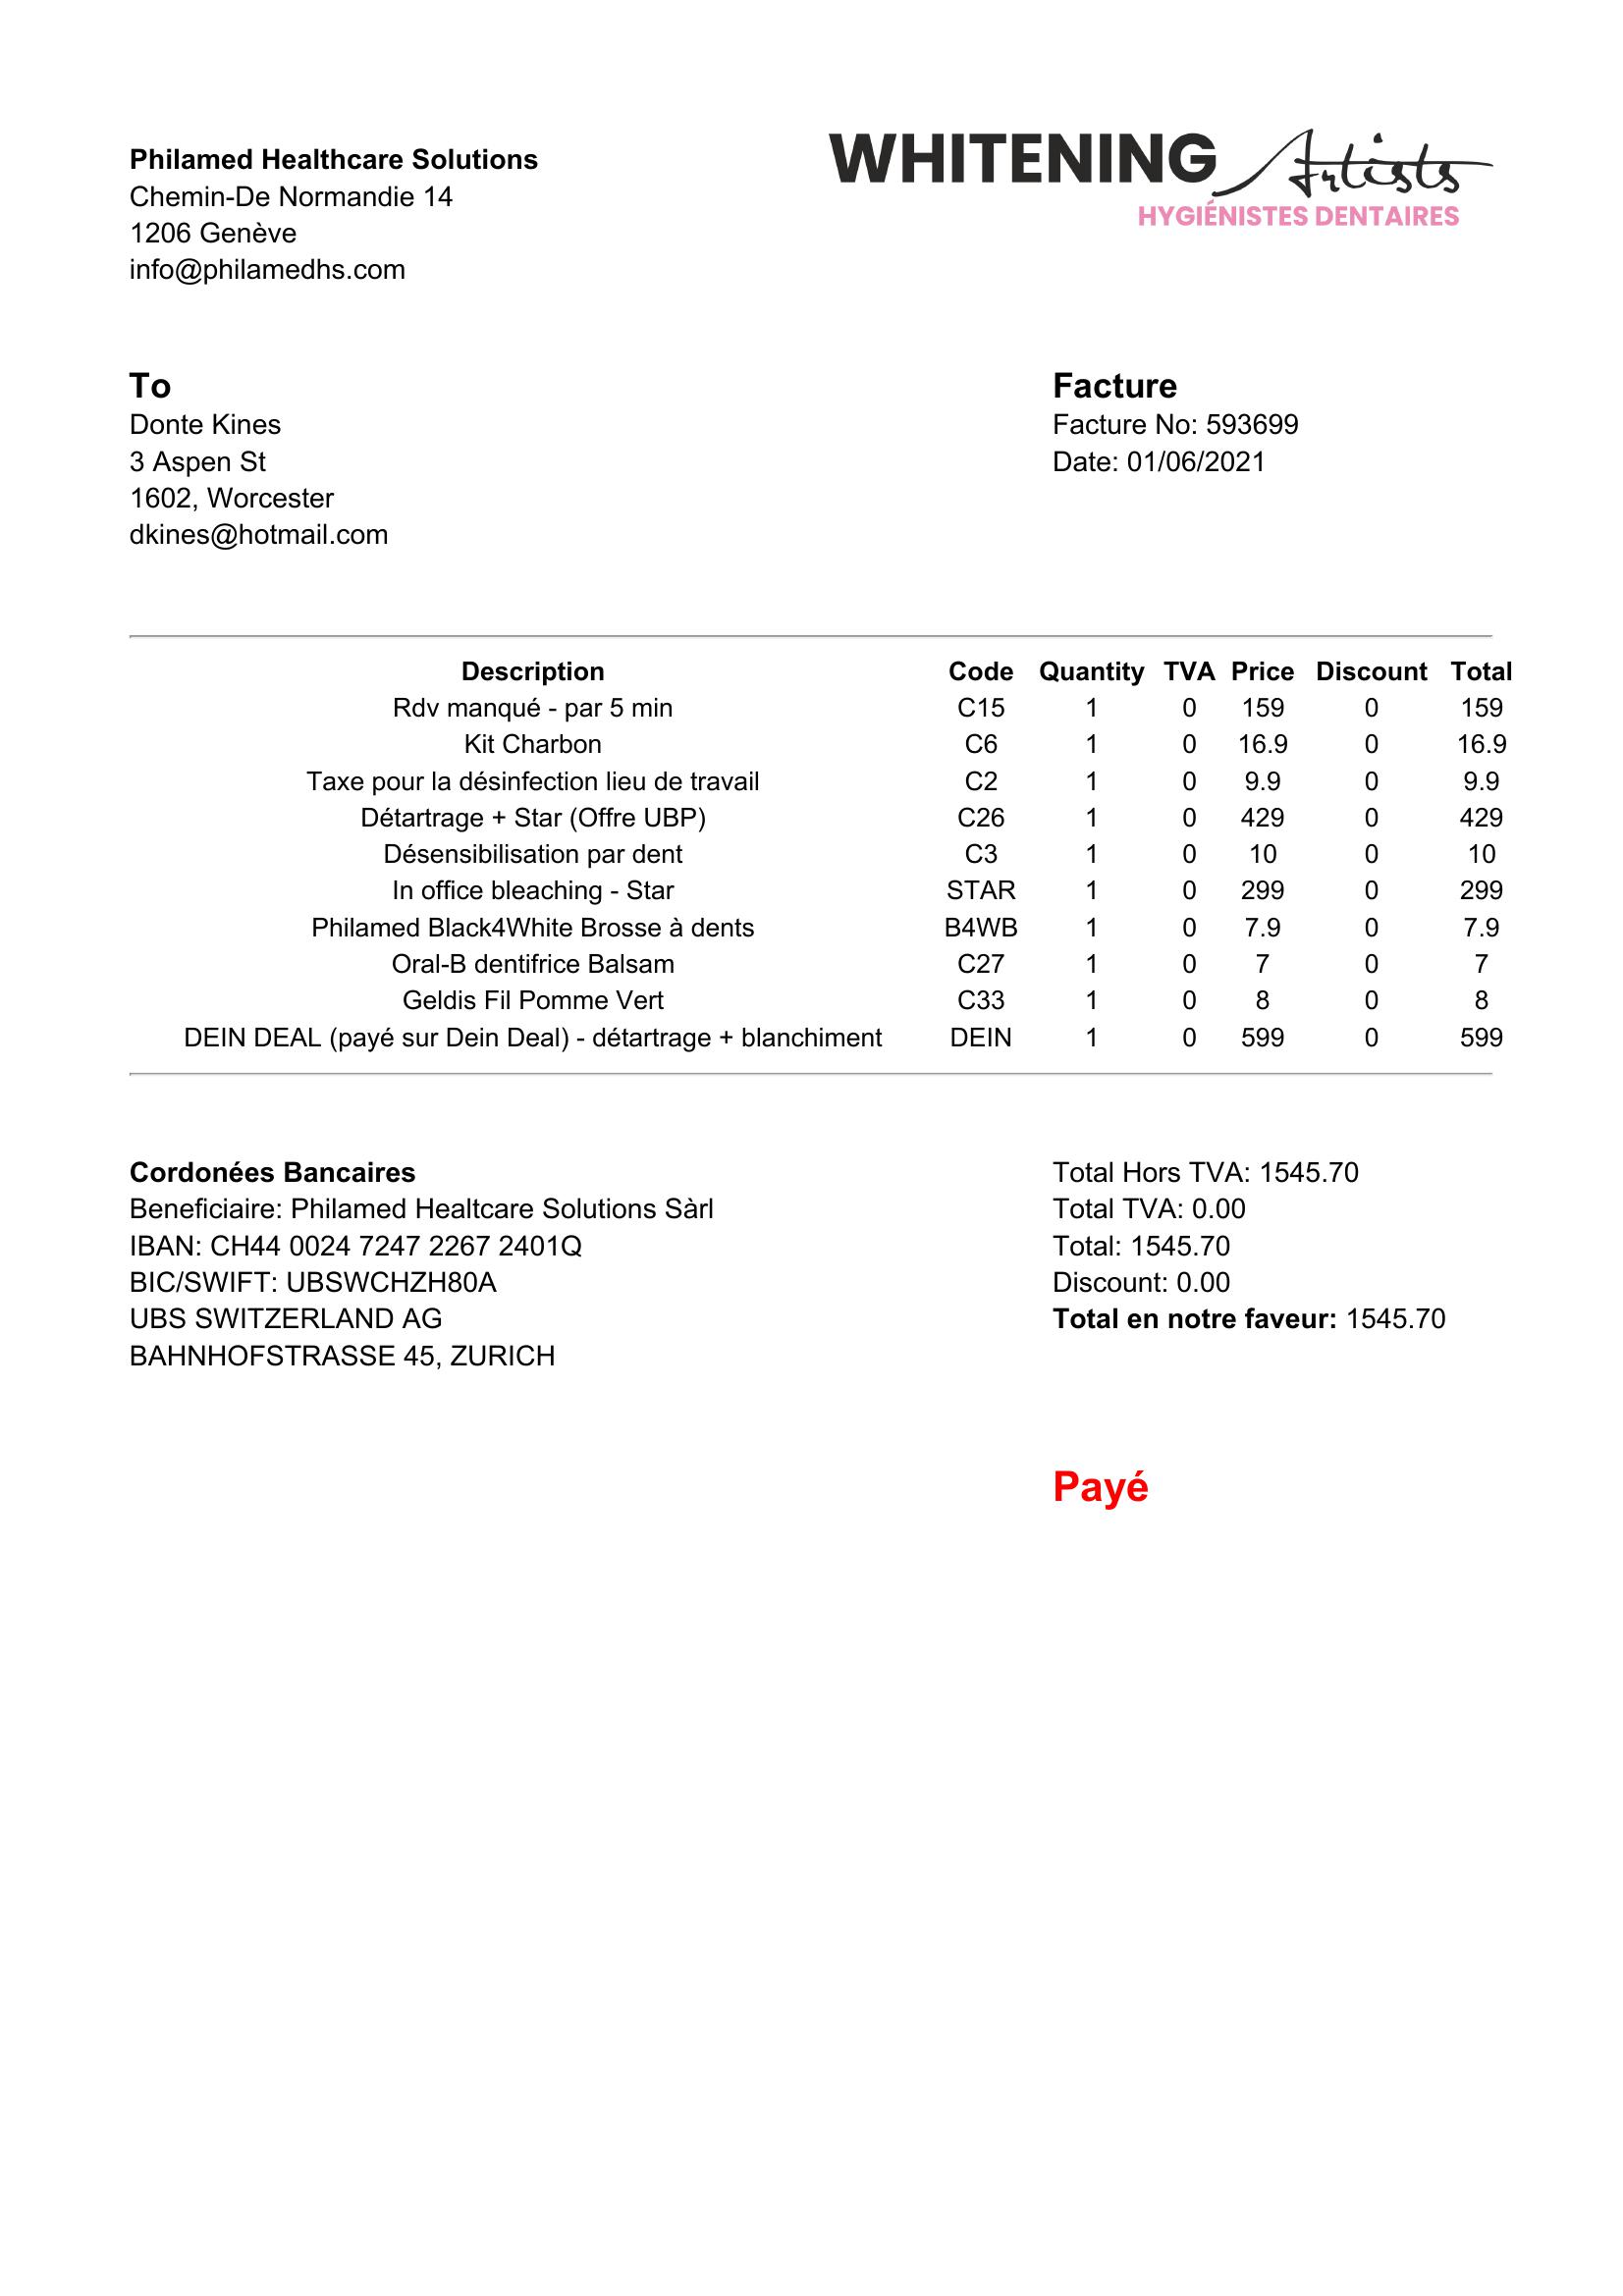 Philamed Healthcare Solutions
Chemin-De Normandie 14
1206 Genève
info@philamedhs.com
WHITENING Artists
HYGIÉNISTES DENTAIRES
To
Donte Kines
3 Aspen St
1602, Worcester
dkines@hotmail.com
Facture
Facture No: 593699
Date: 01/06/2021
Description Code Quantity TVA Price Discount Total
Rdv manqué - par 5 min C15 1 0 159 0 159
Kit Charbon C6 1 0 16.9 0 16.9
Taxe pour la désinfection lieu de travail C2 1 0 9.9 0 9.9
Détartrage + Star (Offre UBP) C26 1 0 429 0 429
Désensibilisation par dent C3 1 0 10 0 10
In office bleaching - Star STAR 1 0 299 0 299
Philamed Black4White Brosse à dents B4WB 1 0 7.9 0 7.9
Oral-B dentifrice Balsam C27 1 0 7 0 7
Geldis Fil Pomme Vert C33 1 0 8 0 8
DEIN DEAL (payé sur Dein Deal) - détartrage + blanchiment DEIN 1 0 599 0 599
Cordonées Bancaires
Beneficiaire: Philamed Healtcare Solutions Sàrl
IBAN: CH44 0024 7247 2267 2401Q
BIC/SWIFT: UBSWCHZH80A
UBS SWITZERLAND AG
BAHNHOFSTRASSE 45, ZURICH
Total Hors TVA: 1545.70
Total TVA: 0.00
Total: 1545.70
Discount: 0.00
Total en notre faveur: 1545.70
Payé